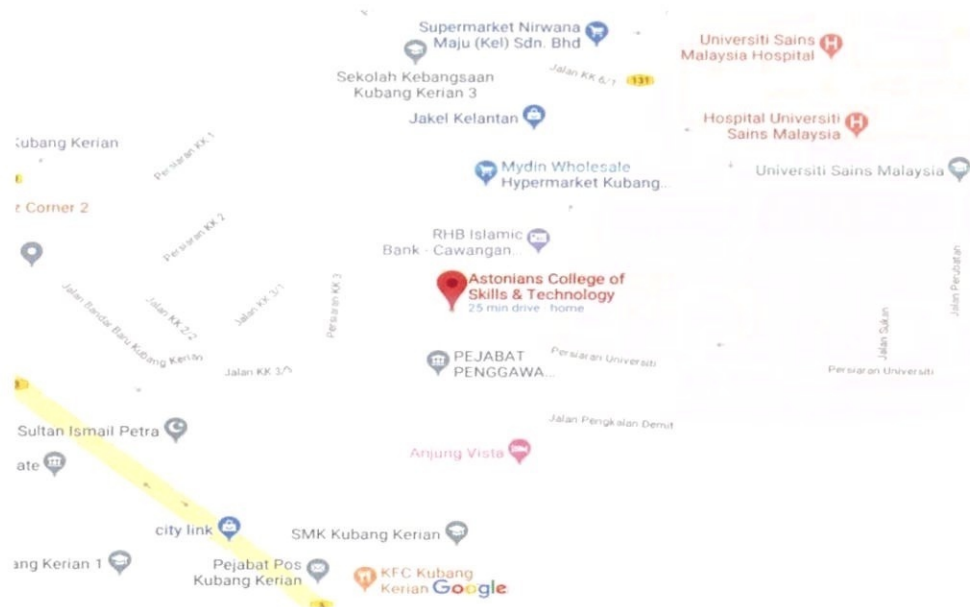 Supermarket Nirwana
Maju (Kel) Sdn. Bhd
Universiti Sains
Malaysia Hospital
Sekolah Kebangsaan
Kubang Kerian 3
Jalan KK 6/1
131
Jakel Kelantan
Hospital Universiti
Sains Malaysia
Kubang Kerian
Persiaran KK 1
Mydin Wholesale
Hypermarket Kubang...
Universiti Sains Malaysia
Corner 2
Persiaran KK 2
RHB Islamic
Bank - Cawangan...
Astonians College of
Skills & Technology
25 min drive - home
Jalan Bandar Baru Kubang Kerian
Jalan KK 2/2
Jalan KK 3/1
Persiaran KK 3
Jalan Perubatan
Jalan Sukin
PEJABAT
PENGGAWA...
Persiaran Universiti
Jalan KK 3/5
Persiaran Universiti
Jalan Pengkalan Demit
Sultan Ismail Petra
Anjung Vista
ate
city link
SMK Kubang Kerian
ang Kerian 1
Pejabat Pos
Kubang Kerian
KFC Kubang
Kerian
Google